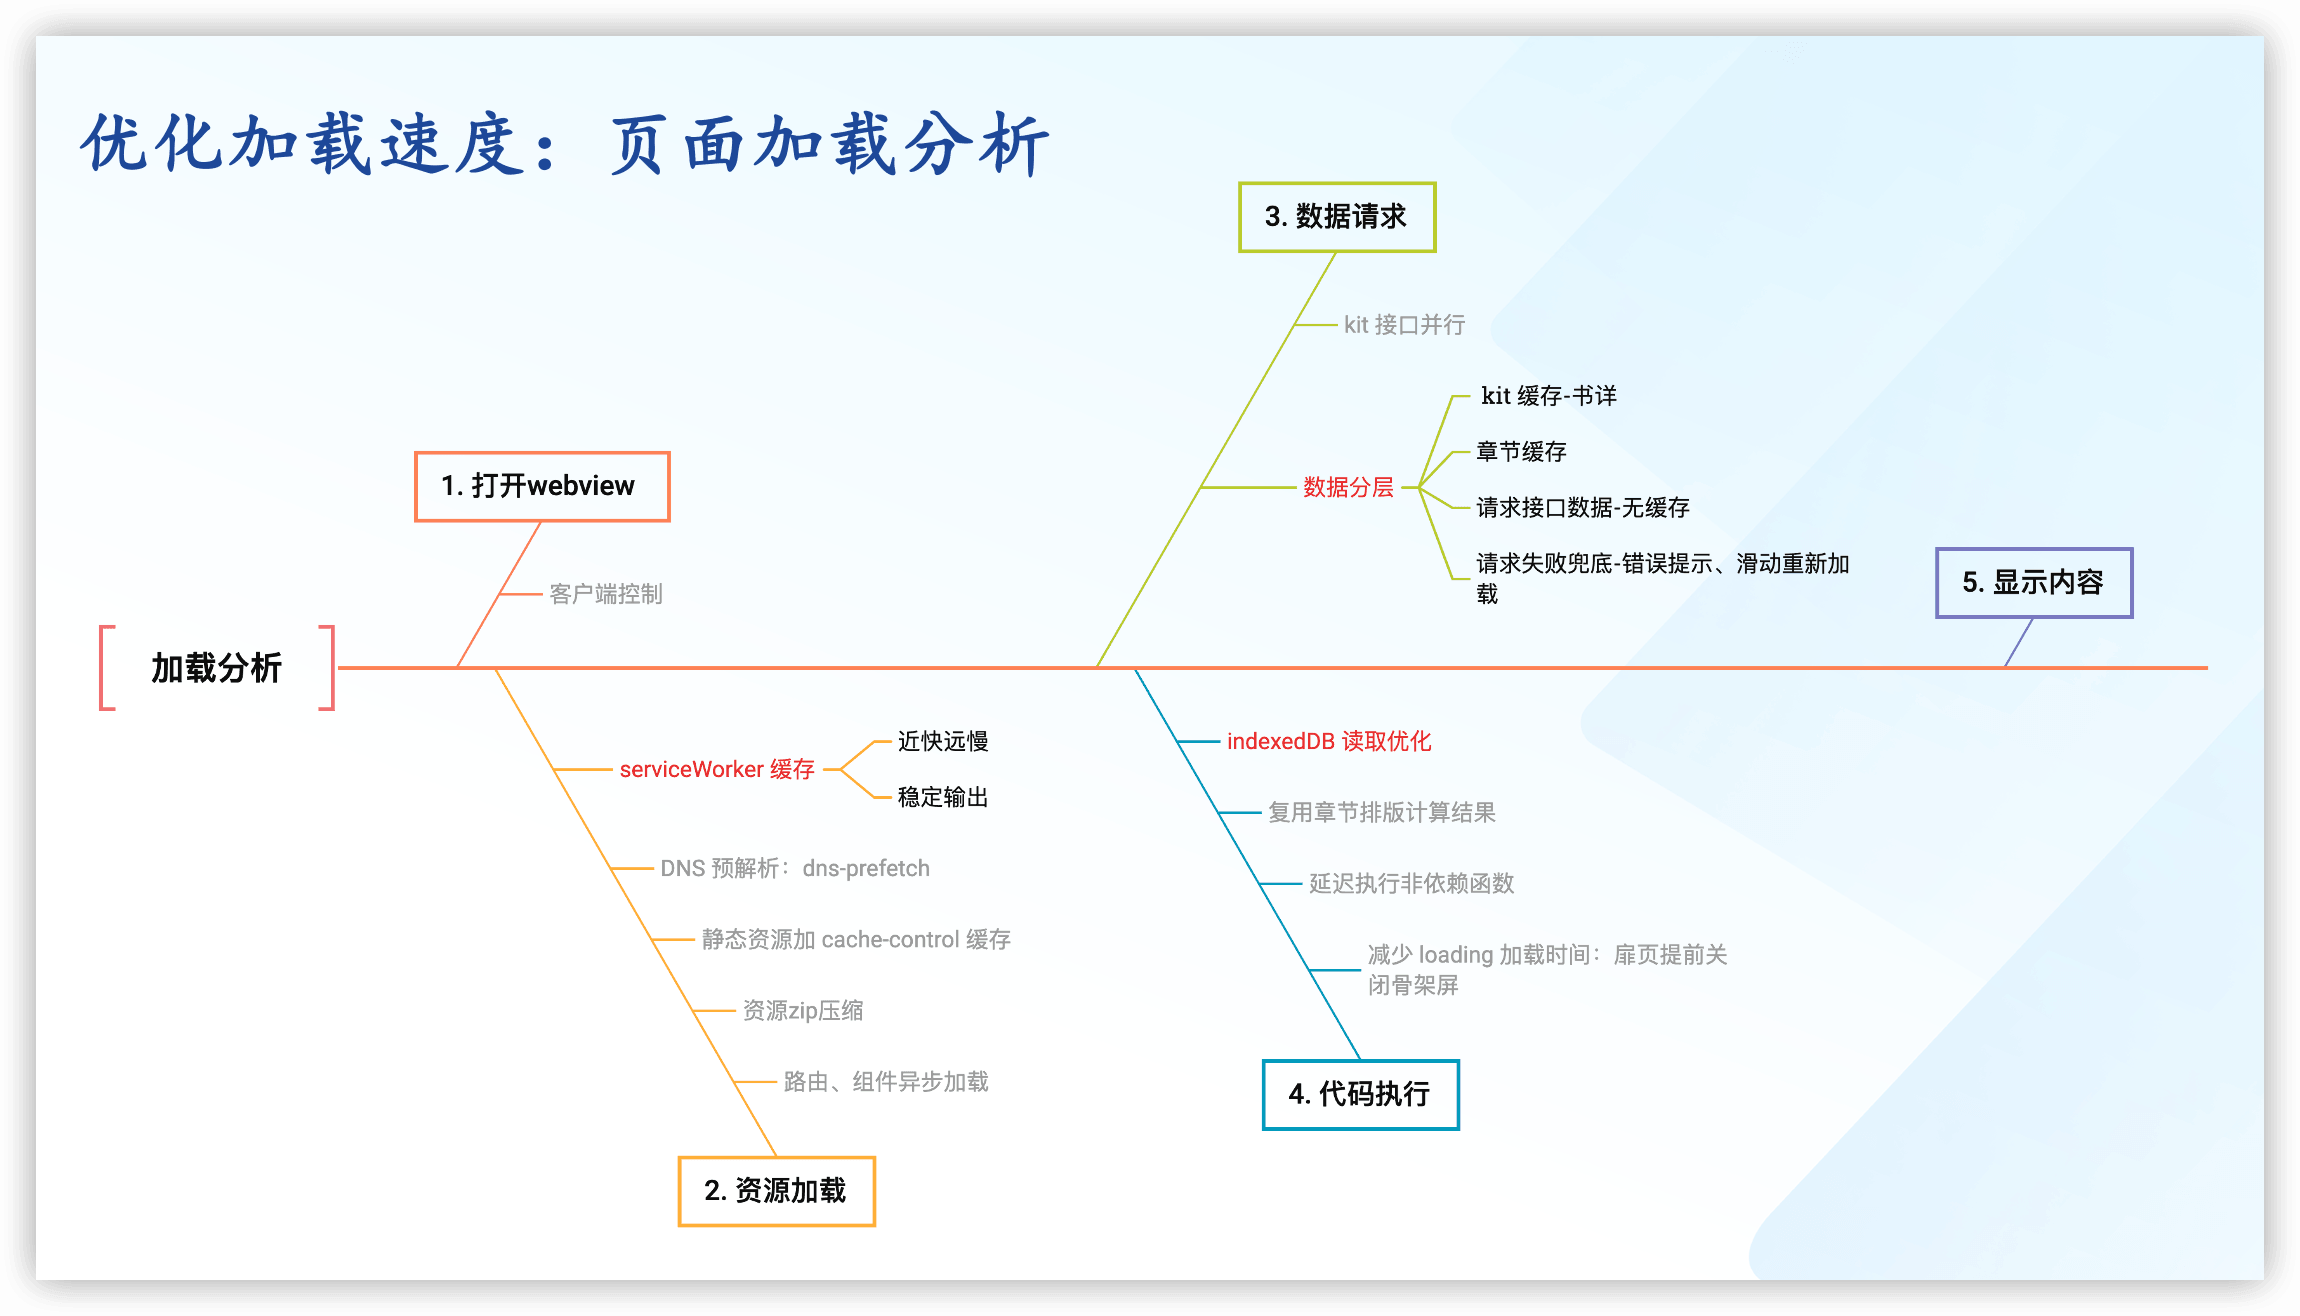 优化加载速度：页面加载分析
加载分析
1. 打开webview
客户端控制
2. 资源加载
serviceWorker 缓存
近快远慢
稳定输出
DNS 预解析：dns-prefetch
静态资源加 cache-control 缓存
资源zip压缩
路由、组件异步加载
3. 数据请求
kit 接口并行
数据分层
kit 缓存-书详
章节缓存
请求接口数据-无缓存
请求失败兜底-错误提示、滑动重新加
载
4. 代码执行
indexedDB 读取优化
复用章节排版计算结果
延迟执行非依赖函数
减少 loading 加载时间：扉页提前关
闭骨架屏
5. 显示内容